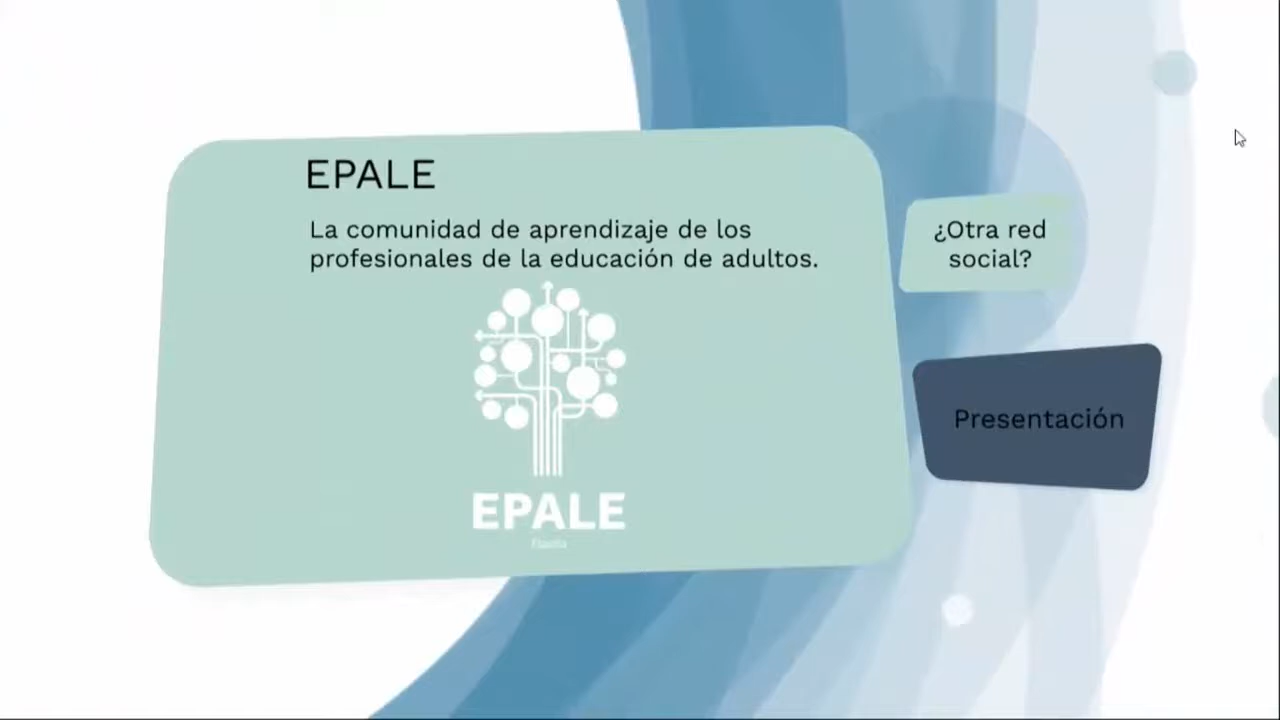 EPALE
La comunidad de aprendizaje de los
profesionales de la educación de adultos.
EPALE
¿Otra red
social?
Presentación